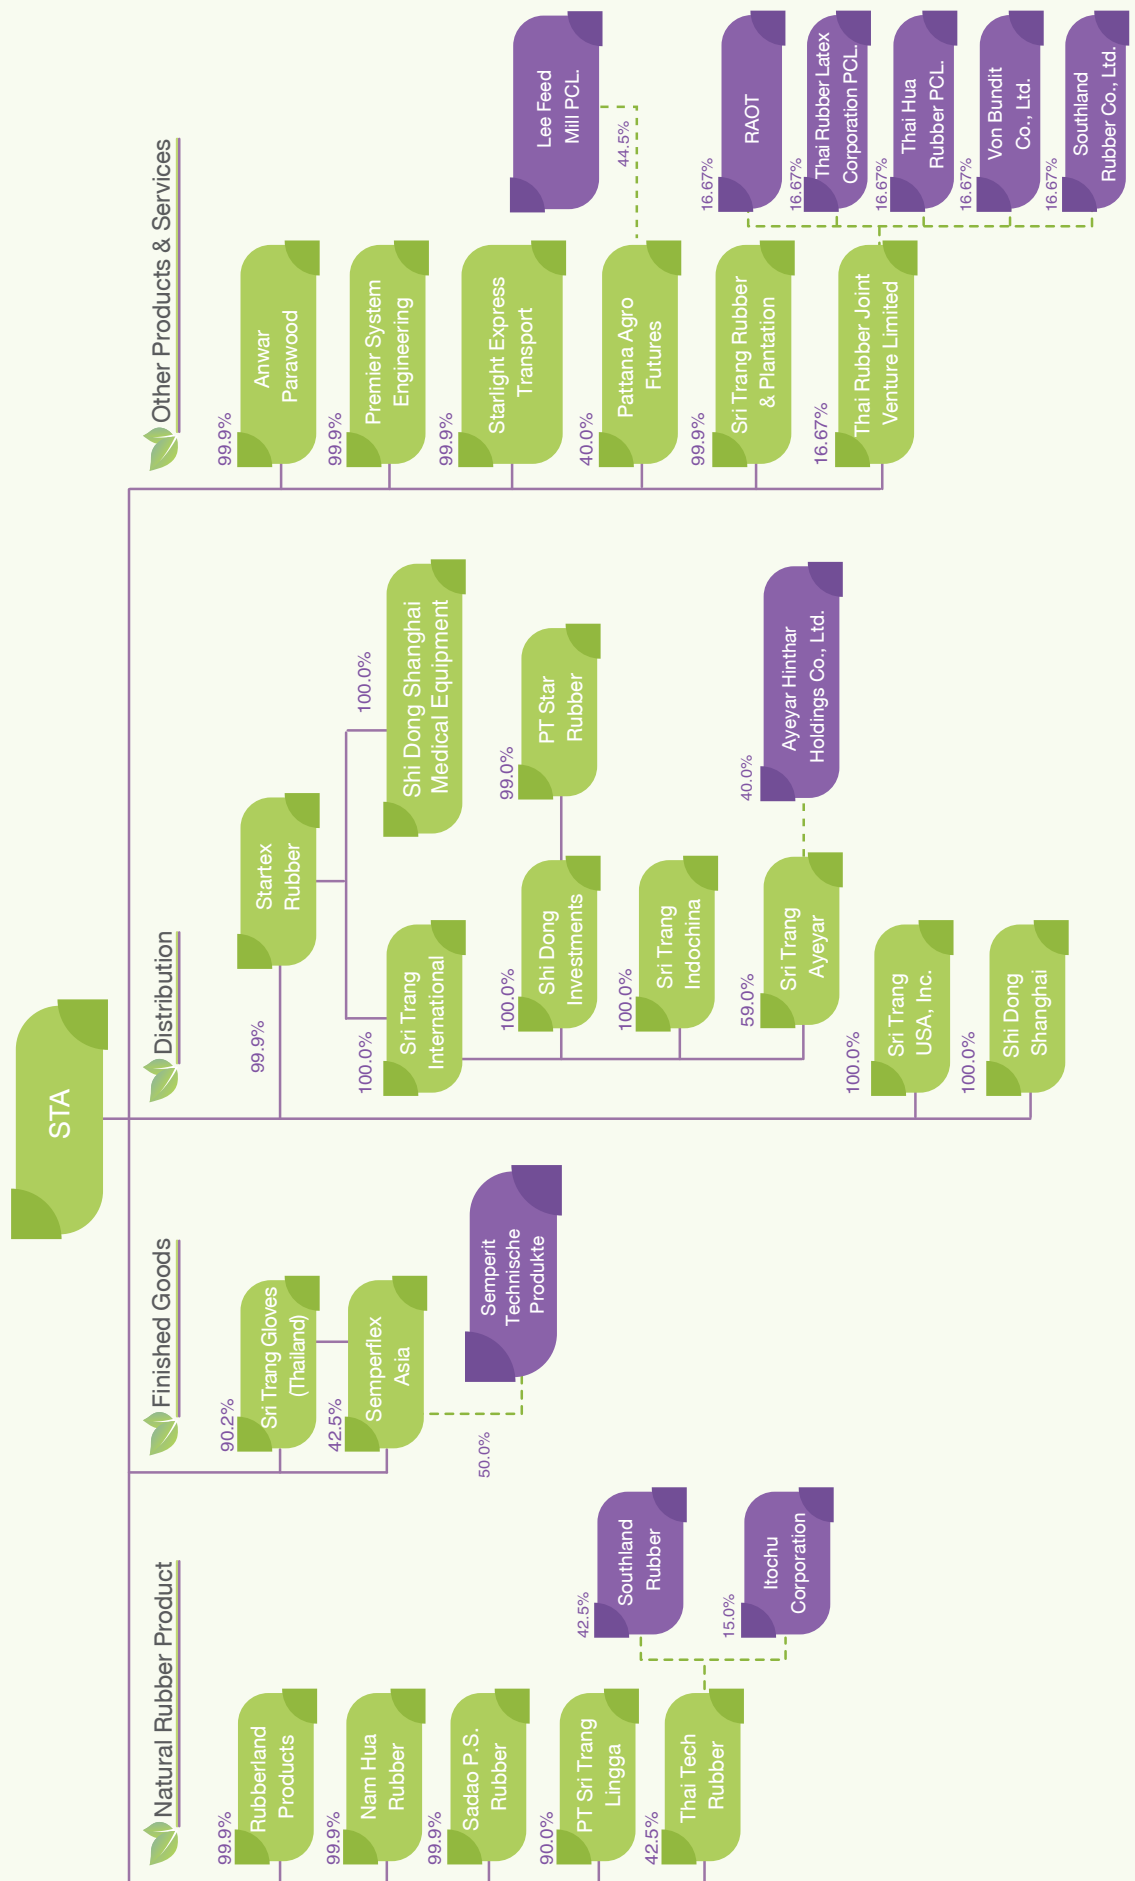 STA
Natural Rubber Product
99.9%
Rubberland
Products
99.9%
Nam Hua
Rubber
99.9%
Sadao P.S.
Rubber
90.0%
PT Sri Trang
Lingga
42.5%
Thai Tech
Rubber
42.5%
Southland
Rubber
15.0%
Itochu
Corporation
Finished Goods
90.2%
Sri Trang Gloves
(Thailand)
42.5%
Semperflex
Asia
50.0%
Semperit
Technische
Produkte
Distribution
99.9%
Startex
Rubber
100.0%
Sri Trang
International
100.0%
Shi Dong Shanghai
Medical Equipment
100.0%
Shi Dong
Investments
99.0%
PT Star
Rubber
100.0%
Sri Trang
Indochina
59.0%
Sri Trang
Ayeyar
40.0%
Ayeyar Hinthar
Holdings Co., Ltd.
100.0%
Sri Trang
USA, Inc.
100.0%
Shi Dong
Shanghai
Other Products & Services
99.9%
Anwar
Parawood
99.9%
Premier System
Engineering
99.9%
Starlight Express
Transport
40.0%
Pattana Agro
Futures
44.5%
Lee Feed
Mill PCL.
99.9%
Sri Trang Rubber
& Plantation
16.67%
Thai Rubber Joint
Venture Limited
16.67%
RAOT
16.67%
Thai Rubber Latex
Corporation PCL.
16.67%
Thai Hua
Rubber PCL.
16.67%
Von Bundit
Co., Ltd.
16.67%
Southland
Rubber Co., Ltd.